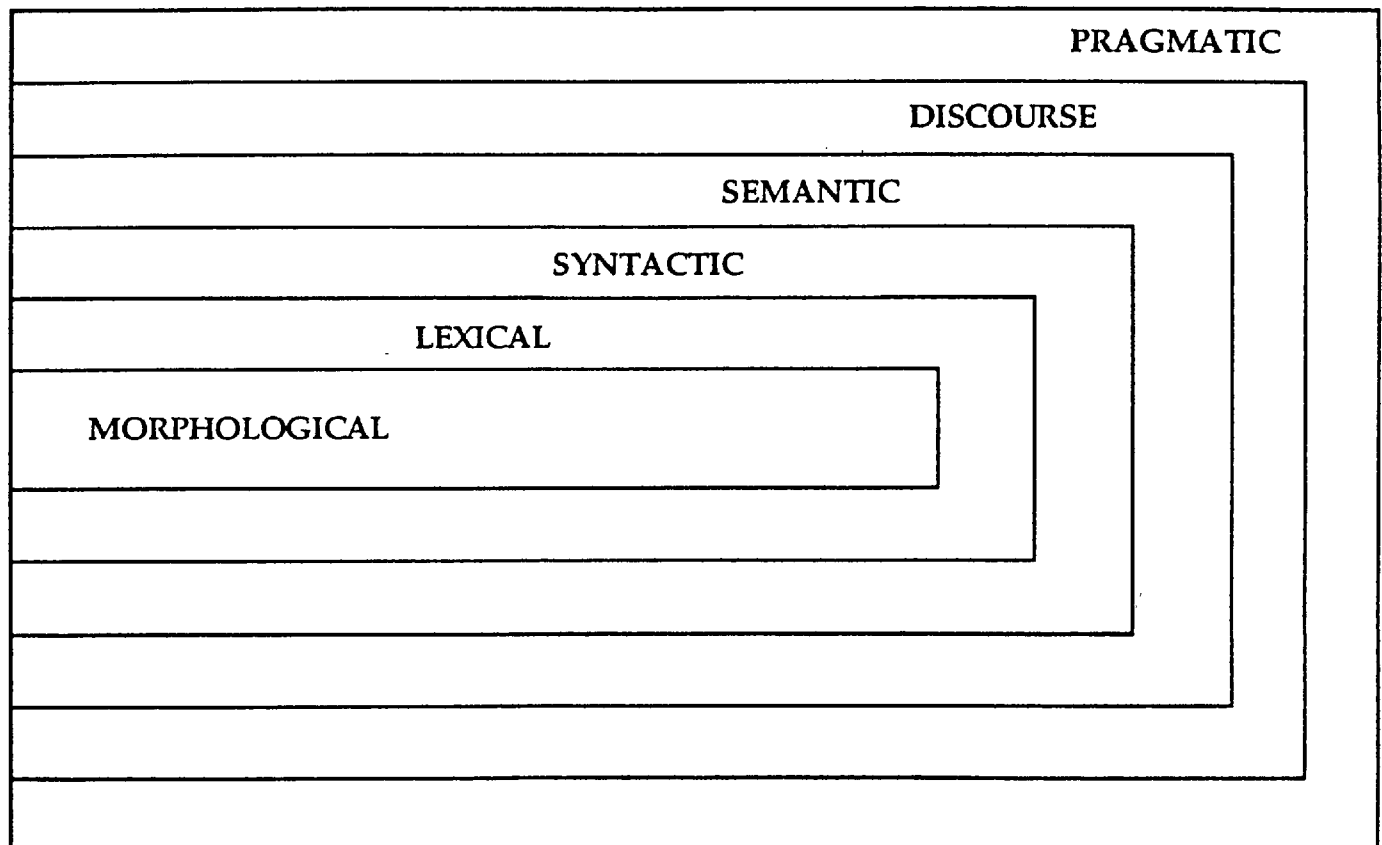 PRAGMATIC
DISCOURSE
SEMANTIC
SYNTACTIC
LEXICAL
MORPHOLOGICAL